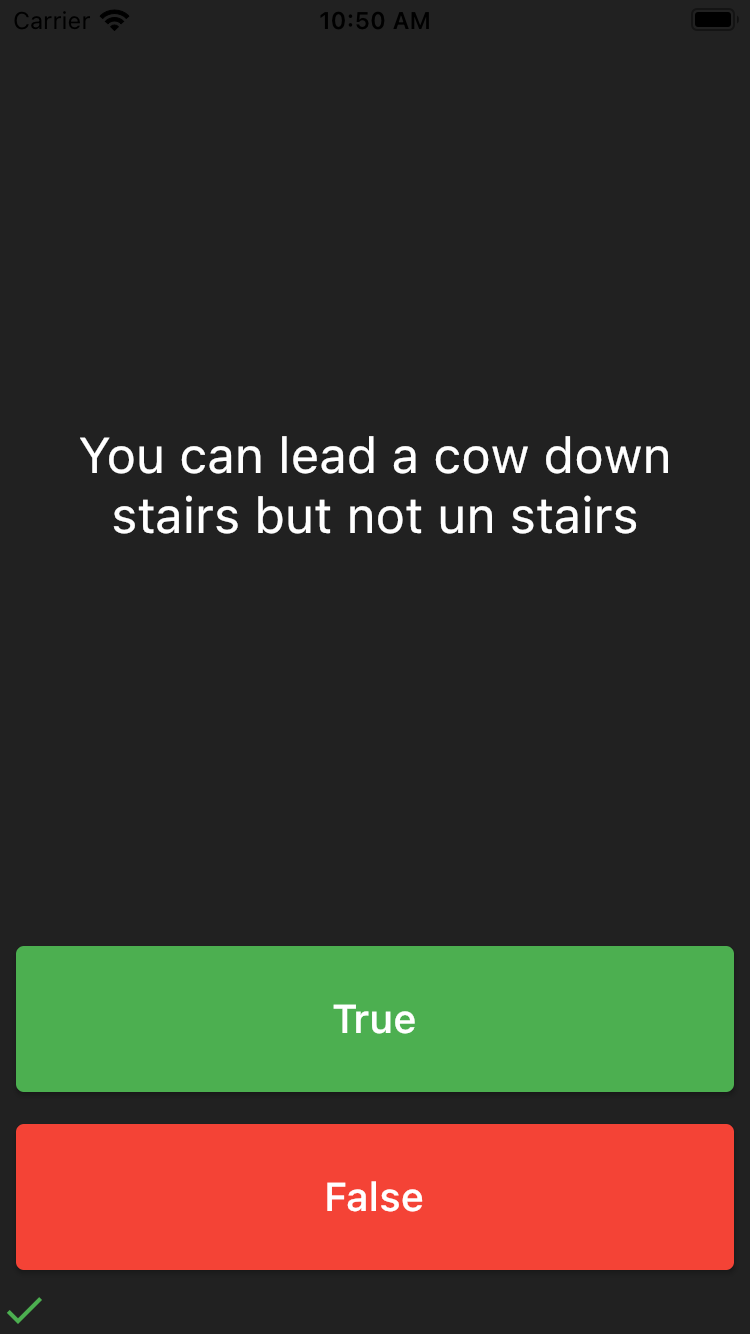 Carrier 10:50 AM
You can lead a cow down
stairs but not un stairs
True
False